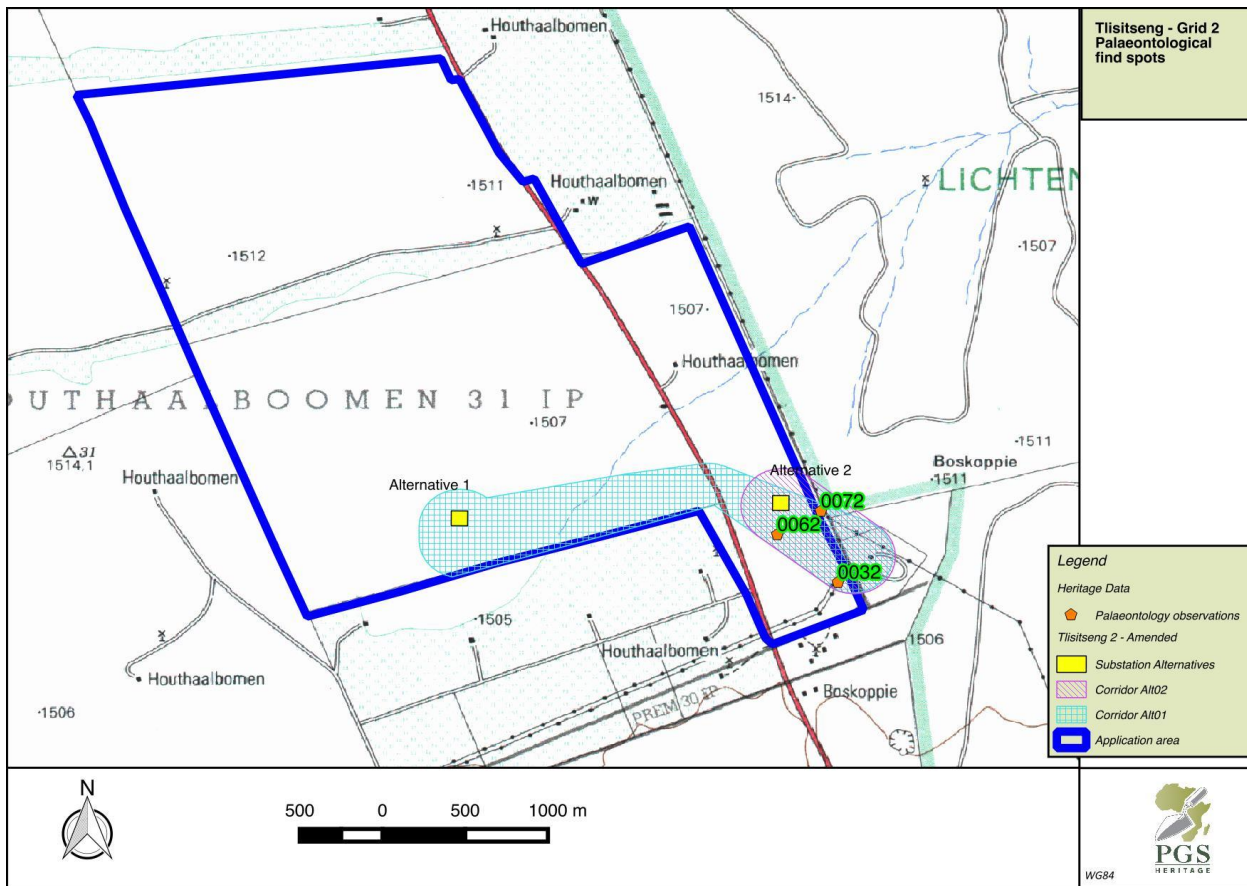 Tlisitseng - Grid 2
Palaeontological
find spots
Houthaalbomen
1514
1511
Houthaalbomen
W
LICHTEN
1512
1507
1507
Houthaalbomen
UTHAALBOOMEN 31 IP
1507
31
1514,1
Houthaalbomen
1511
Boskoppie
1511
Alternative 1
Alternative 2
0072
0062
0032
1505
Houthaalbomen
1506
Houthaalbomen
1506
PREM 30 IP
Boskoppie
Legend
Heritage Data
Palaeontology observations
Tlisitseng 2 - Amended
Substation Alternatives
Corridor Alt02
Corridor Alt01
Application area
N
500 0 500 1000 m
PGS
HERITAGE
WG84